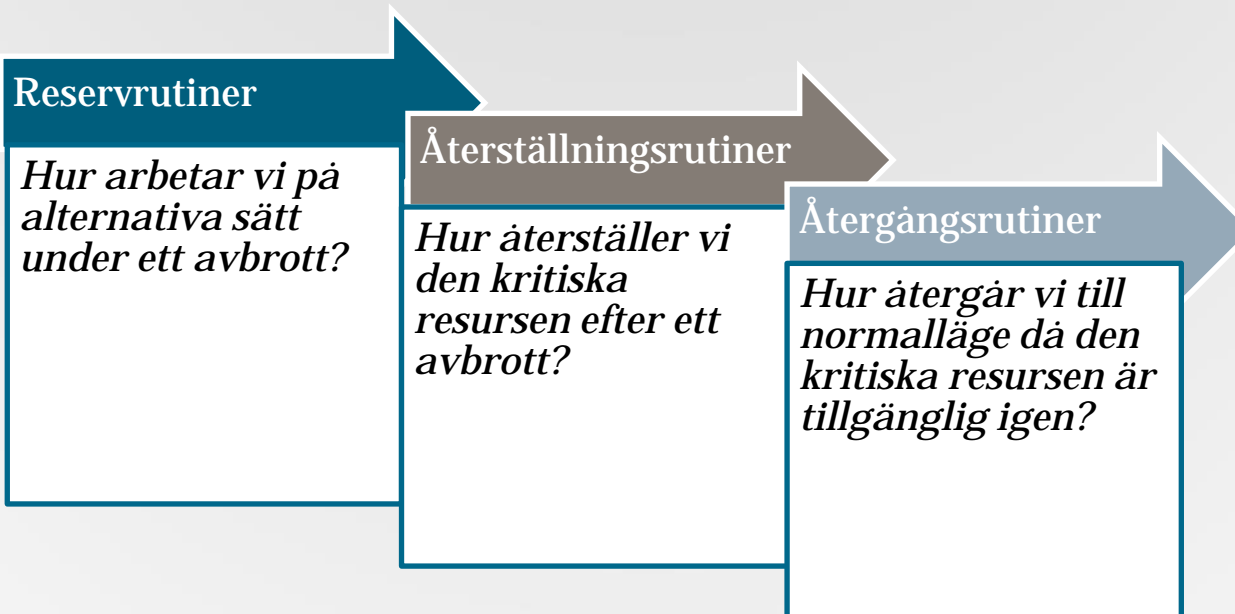 Reservrutiner
Hur arbetar vi på
alternativa sätt
under ett avbrott?
Återställningsrutiner
Hur återställer vi
den kritiska
resursen efter ett
avbrott?
Återgångsrutiner
Hur återgår vi till
normalläge då den
kritiska resursen är
tillgänglig igen?